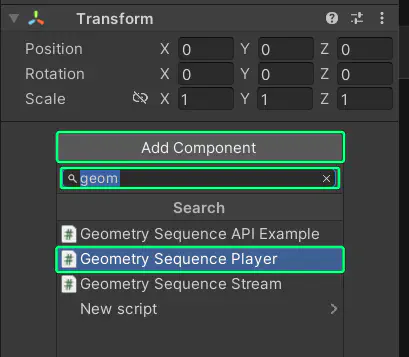 Transform
Position X 0 Y 0 Z 0
Rotation X 0 Y 0 Z 0
Scale X 1 Y 1 Z 1
Add Component
geom
Search
Geometry Sequence API Example
Geometry Sequence Player
Geometry Sequence Stream
New script